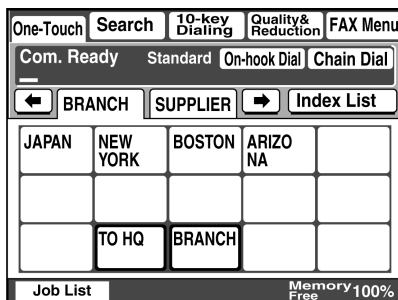 One-Touch Search 10-key Dialing Quality& Reduction FAX Menu
Com. Ready Standard On-hook Dial Chain Dial
BRANCH SUPPLIER Index List
JAPAN NEW YORK BOSTON ARIZO NA
TO HQ BRANCH
Job List Memory Free 100%